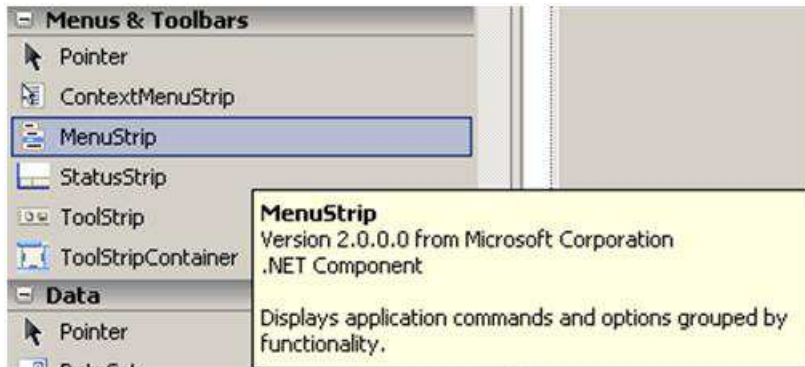 Menus & Toolbars
Pointer
ContextMenuStrip
MenuStrip
StatusStrip
ToolStrip
ToolStripContainer
Data
Pointer
MenuStrip
Version 2.0.0.0 from Microsoft Corporation
.NET Component
Displays application commands and options grouped by
functionality.